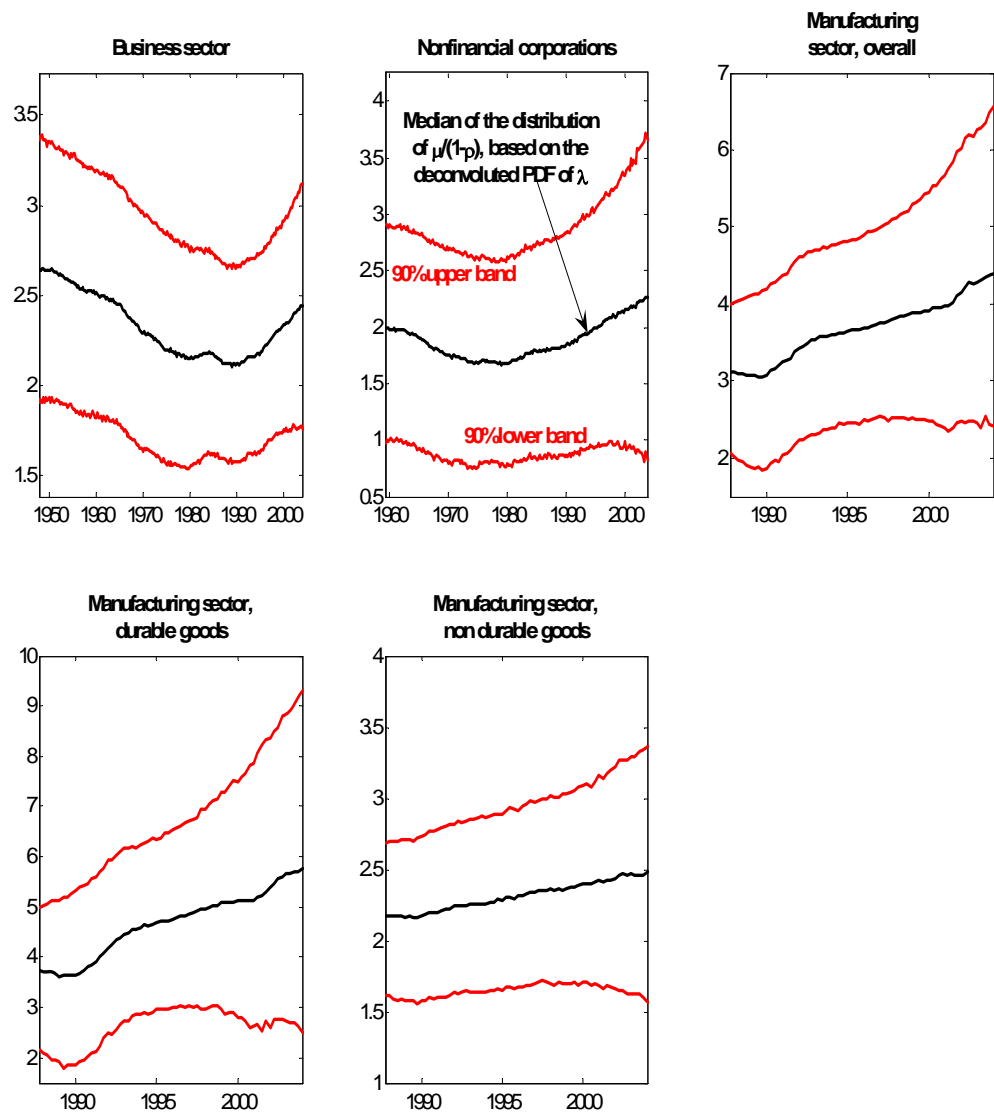 Business sector
3.5
3
2.5
2
1.5
1950 1960 1970 1980 1990 2000
Nonfinancial corporations
4
3.5
3
2.5
2
1.5
1
0.5
Median of the distribution
of μ/(1-ρ), based on the
deconvoluted PDF of λ
90% upper band
90% lower band
1960 1970 1980 1990 2000
Manufacturing
sector, overall
7
6
5
4
3
2
1990 1995 2000
Manufacturing sector,
durable goods
10
9
8
7
6
5
4
3
2
1990 1995 2000
Manufacturing sector,
non durable goods
4
3.5
3
2.5
2
1.5
1
1990 1995 2000